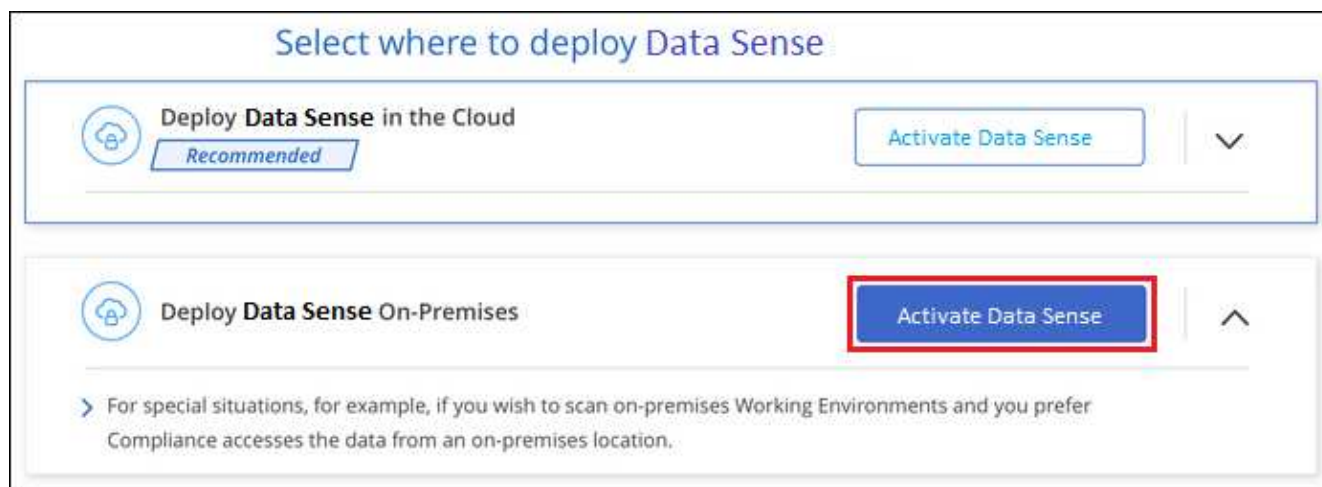 Select where to deploy Data Sense
Deploy Data Sense in the Cloud
Recommended
Activate Data Sense
Deploy Data Sense On-Premises
Activate Data Sense
For special situations, for example, if you wish to scan on-premises Working Environments and you prefer
Compliance accesses the data from an on-premises location.